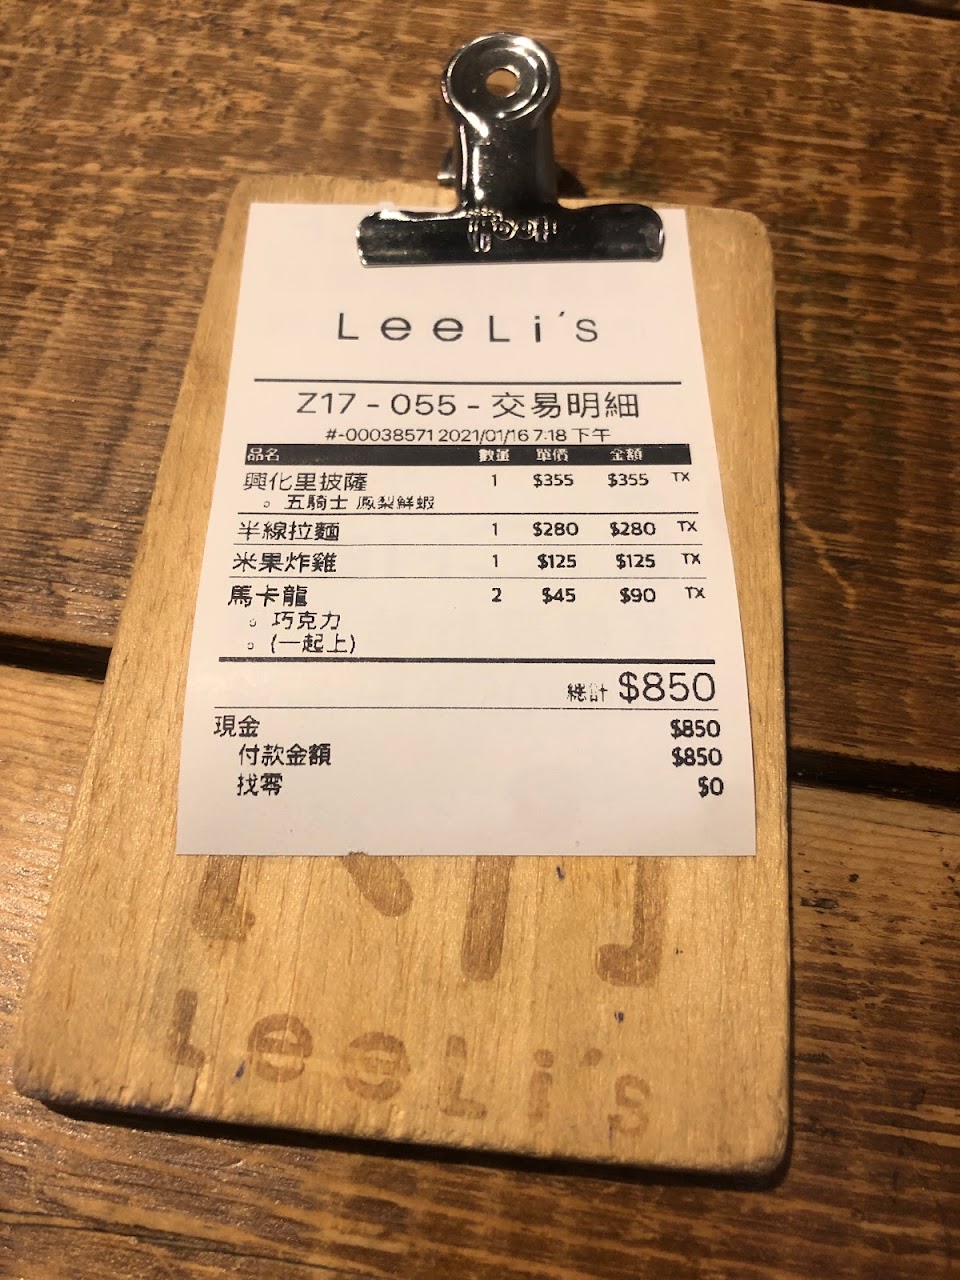 LeeLi's
Z17 - 055 - 交易明細
#-00038571 2021/01/16 7:18 下午
品名 數量 單價 金額
興化里披薩 1 $355 $355 TX
。 五騎士 鳳梨鮮蝦
半線拉麵 1 $280 $280 TX
米果炸雞 1 $125 $125 TX
馬卡龍 2 $45 $90 TX
。 巧克力
。 (一起上)
總計 $850
現金 $850
付款金額 $850
找零 $0
LeeLi's